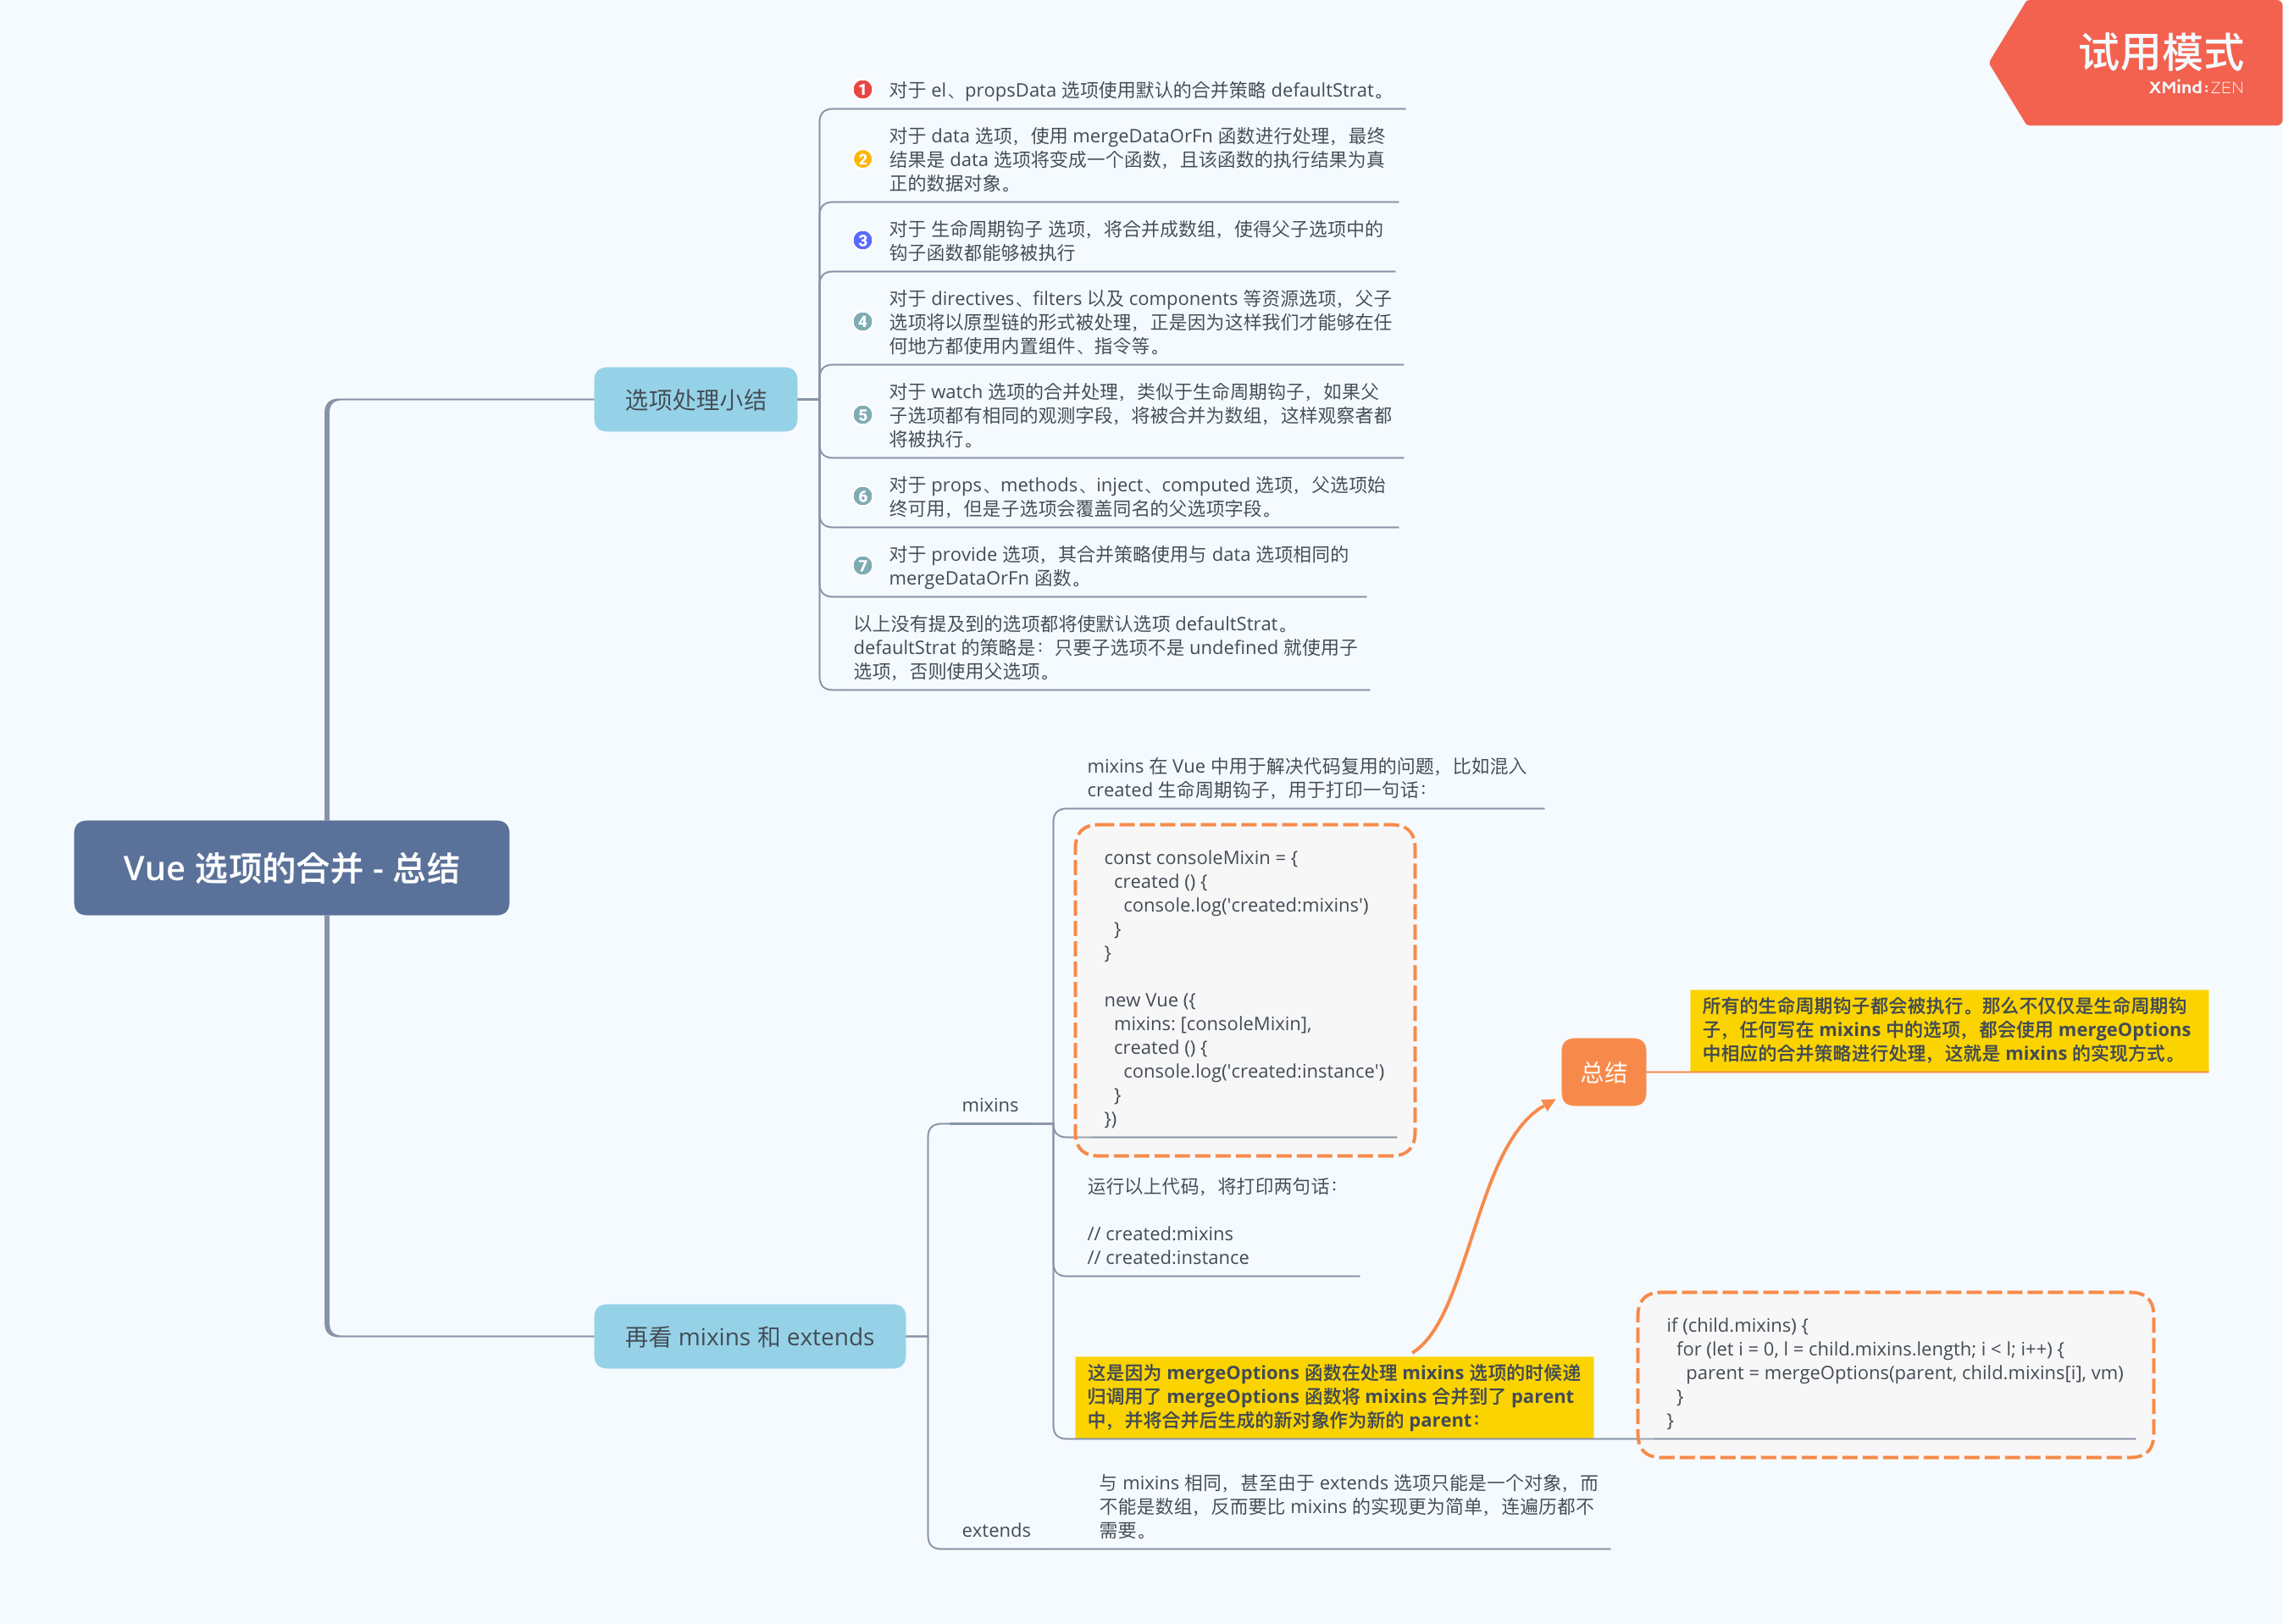 试用模式
XMind:ZEN
Vue 选项的合并 - 总结
选项处理小结
1 对于 el、propsData 选项使用默认的合并策略 defaultStrat。
2 对于 data 选项，使用 mergeDataOrFn 函数进行处理，最终
结果是 data 选项将变成一个函数，且该函数的执行结果为真
正的数据对象。
3 对于 生命周期钩子 选项，将合并成数组，使得父子选项中的
钩子函数都能够被执行
4 对于 directives、filters 以及 components 等资源选项，父子
选项将以原型链的形式被处理，正是因为这样我们才能够在任
何地方都使用内置组件、指令等。
5 对于 watch 选项的合并处理，类似于生命周期钩子，如果父
子选项都有相同的观测字段，将被合并为数组，这样观察者都
将被执行。
6 对于 props、methods、inject、computed 选项，父选项始
终可用，但是子选项会覆盖同名的父选项字段。
7 对于 provide 选项，其合并策略使用与 data 选项相同的
mergeDataOrFn 函数。
以上没有提及到的选项都将使默认选项 defaultStrat。
defaultStrat 的策略是：只要子选项不是 undefined 就使用子
选项，否则使用父选项。
再看 mixins 和 extends
mixins
mixins 在 Vue 中用于解决代码复用的问题，比如混入
created 生命周期钩子，用于打印一句话：
const consoleMixin = {
  created () {
    console.log('created:mixins')
  }
}

new Vue ({
  mixins: [consoleMixin],
  created () {
    console.log('created:instance')
  }
})
运行以上代码，将打印两句话：

// created:mixins
// created:instance
这是因为 mergeOptions 函数在处理 mixins 选项的时候递
归调用了 mergeOptions 函数将 mixins 合并到了 parent
中，并将合并后生成的新对象作为新的 parent：
if (child.mixins) {
  for (let i = 0, l = child.mixins.length; i < l; i++) {
    parent = mergeOptions(parent, child.mixins[i], vm)
  }
}
总结
所有的生命周期钩子都会被执行。那么不仅仅是生命周期钩
子，任何写在 mixins 中的选项，都会使用 mergeOptions
中相应的合并策略进行处理，这就是 mixins 的实现方式。
extends
与 mixins 相同，甚至由于 extends 选项只能是一个对象，而
不能是数组，反而要比 mixins 的实现更为简单，连遍历都不
需要。